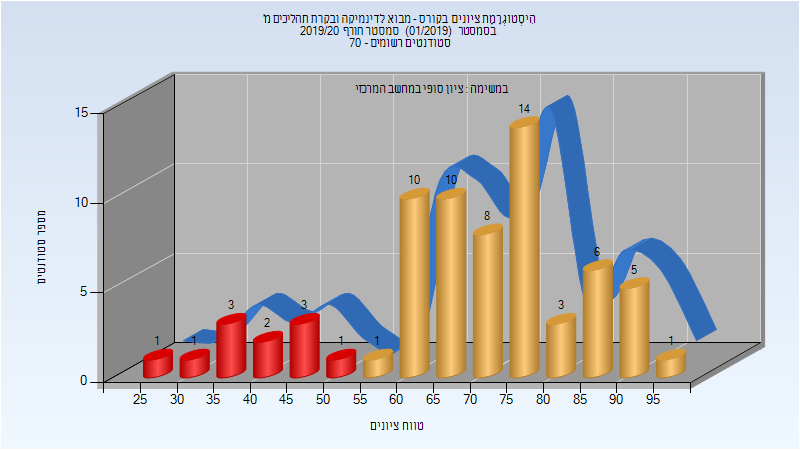 היסטוגרמת ציונים בקורס - מבוא לדינמיקה ובקרת תהליכים מ'
בסמסטר (01/2019) סמסטר חורף 2019/20
סטודנטים רשומים - 70
במשימה : ציון סופי במחשב המרכזי
מספר סטודנטים
15
10
5
0
1
1
3
2
3
1
1
10
10
8
14
3
6
5
1
25 30 35 40 45 50 55 60 65 70 75 80 85 90 95
טווח ציונים